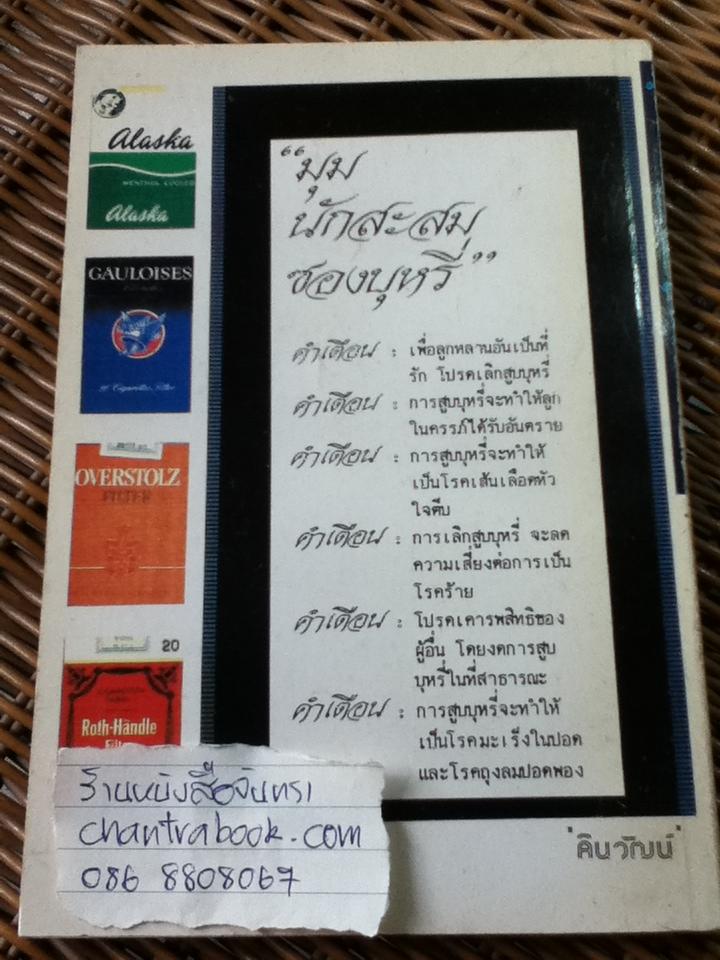 Alaska
MENTHOL COOLED
Alaska
GAULOISES
20 Cigarettes Filter
OVERSTOLZ
FILTER
20
Roth-Händle
"มุม
นักสะสม
ซองบุหรี่"
คำเตือน : เพื่อลูกหลานอันเป็นที่
รัก โปรดเลิกสูบบุหรี่
คำเตือน : การสูบบุหรี่จะทำให้ลูก
ในครรภ์ได้รับอันตราย
คำเตือน : การสูบบุหรี่จะทำให้
เป็นโรคเส้นเลือดหัว
ใจตีบ
คำเตือน : การเลิกสูบบุหรี่ จะลด
ความเสี่ยงต่อการเป็น
โรคร้าย
คำเตือน : โปรดเคารพสิทธิของ
ผู้อื่น โดยงดการสูบ
บุหรี่ในที่สาธารณะ
คำเตือน : การสูบบุหรี่จะทำให้
เป็นโรคมะเร็งในปอด
และโรคถุงลมปอดพอง
'คินวัฒน์'
ร้านหนังสือจันทรา
chantrabook.com
086 8808067